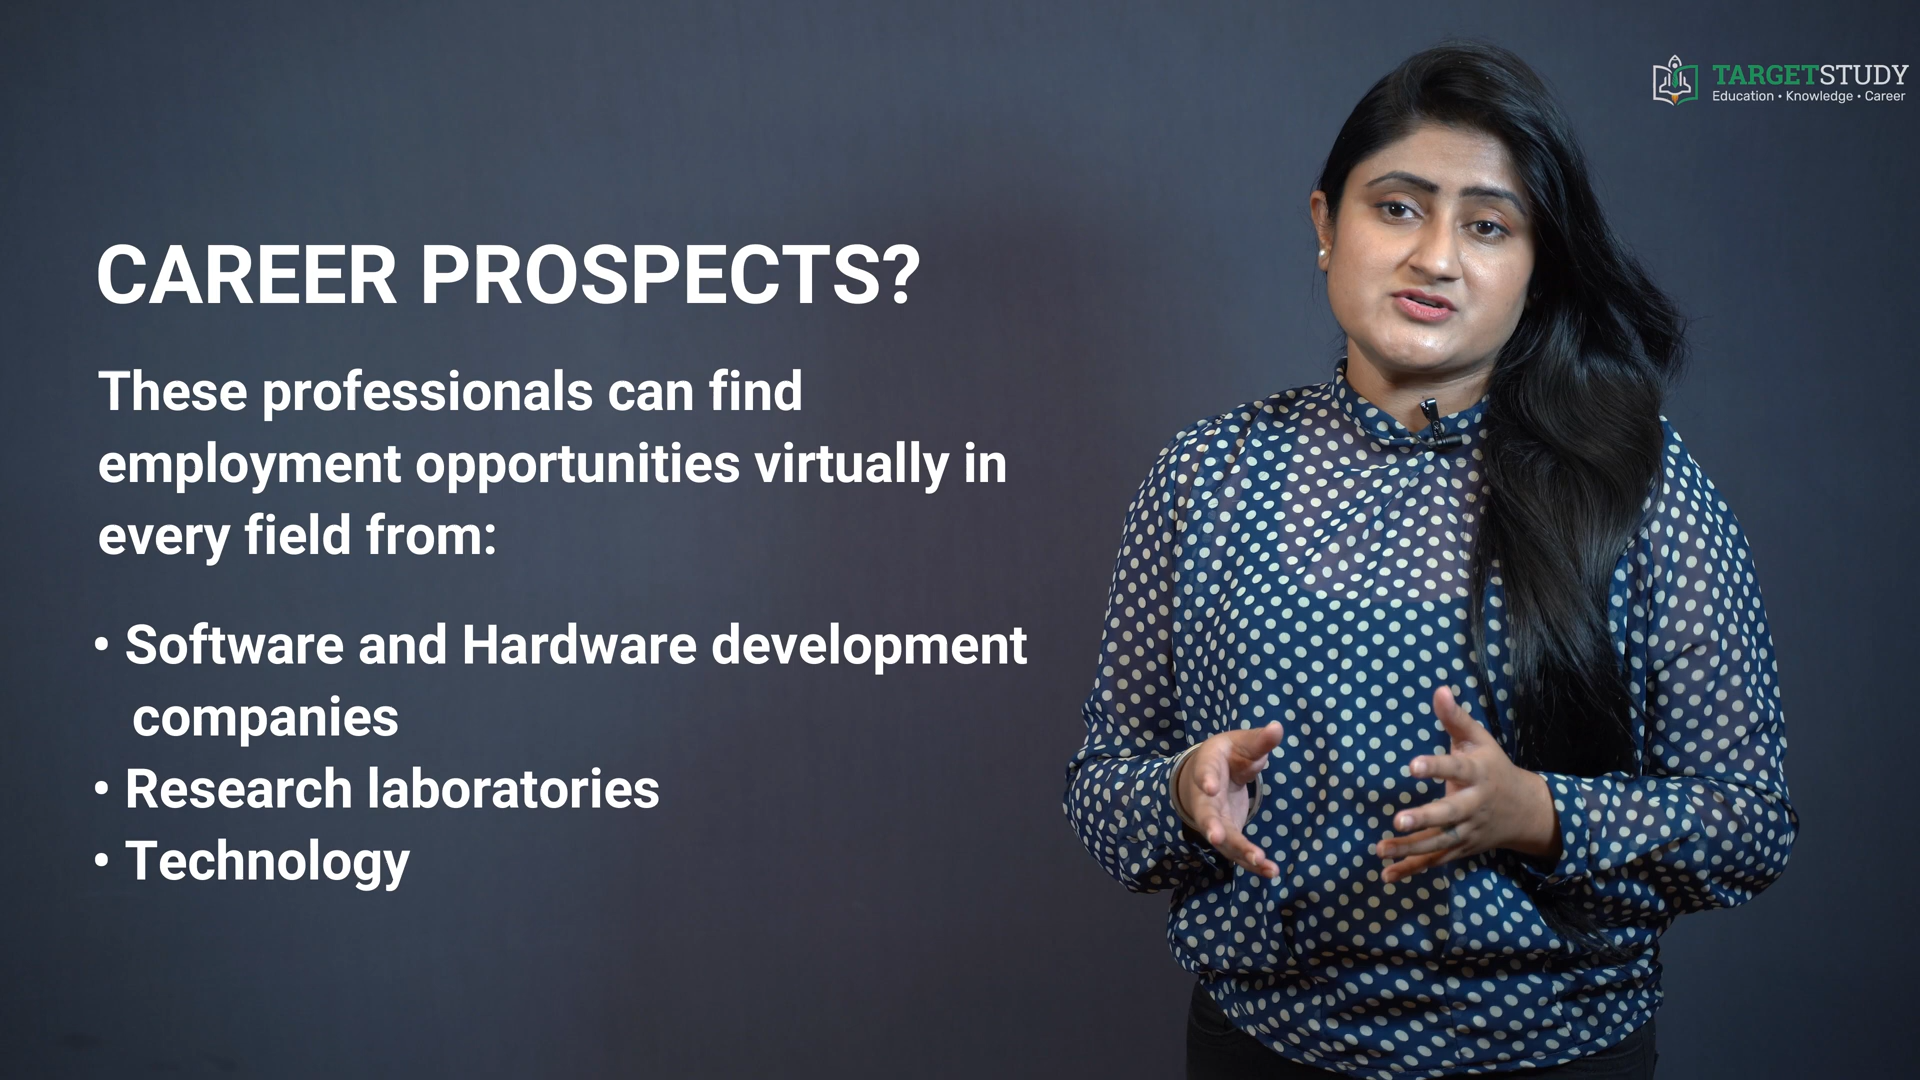 TARGETSTUDY
Education • Knowledge • Career
CAREER PROSPECTS?
These professionals can find
employment opportunities virtually in
every field from:
• Software and Hardware development
companies
• Research laboratories
• Technology